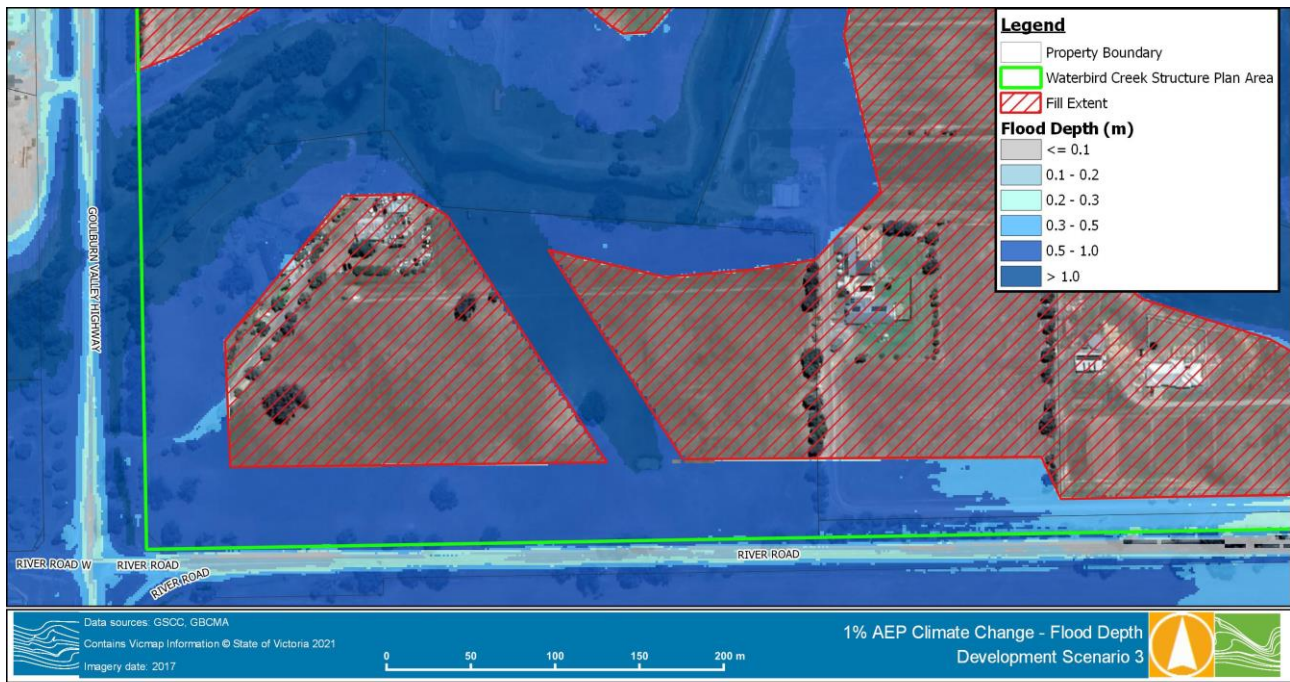 Legend
Property Boundary
Waterbird Creek Structure Plan Area
Fill Extent
Flood Depth (m)
<= 0.1
0.1 - 0.2
0.2 - 0.3
0.3 - 0.5
0.5 - 1.0
> 1.0
GOULBURN VALLEY HIGHWAY
RIVER ROAD W
RIVER ROAD
RIVER ROAD
RIVER ROAD
Data sources: GSCC, GBCMA
Contains Vicmap Information © State of Victoria 2021
Imagery date: 2017
0 50 100 150 200 m
1% AEP Climate Change - Flood Depth
Development Scenario 3